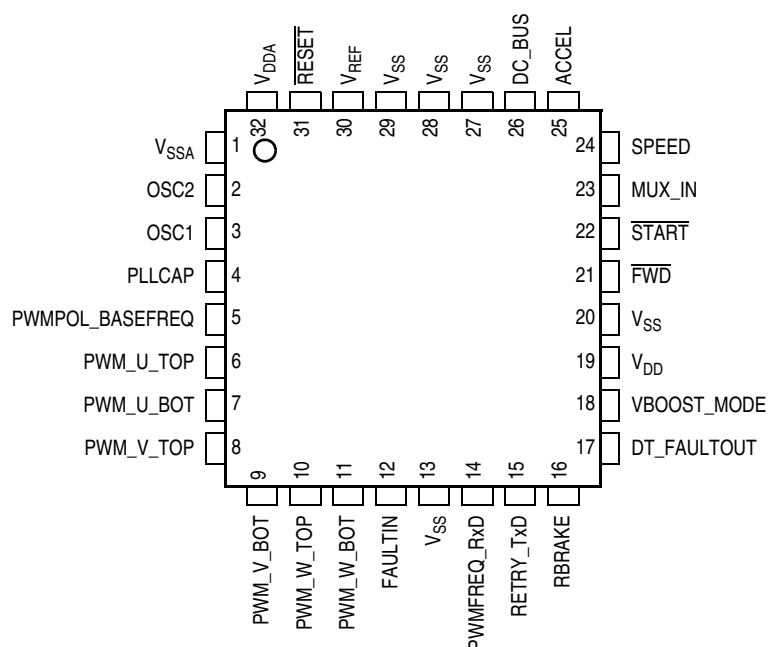 VDDA
RESET
VREF
VSS
VSS
VSS
DC_BUS
ACCEL
32
31
30
29
28
27
26
25
VSSA 1
OSC2 2
OSC1 3
PLLCAP 4
PWMPOL_BASEFREQ 5
PWM_U_TOP 6
PWM_U_BOT 7
PWM_V_TOP 8
24 SPEED
23 MUX_IN
22 START
21 FWD
20 VSS
19 VDD
18 VBOOST_MODE
17 DT_FAULTOUT
9
10
11
12
13
14
15
16
PWM_V_BOT
PWM_W_TOP
PWM_W_BOT
FAULTIN
VSS
PWMFREQ_RxD
RETRY_TxD
RBRAKE